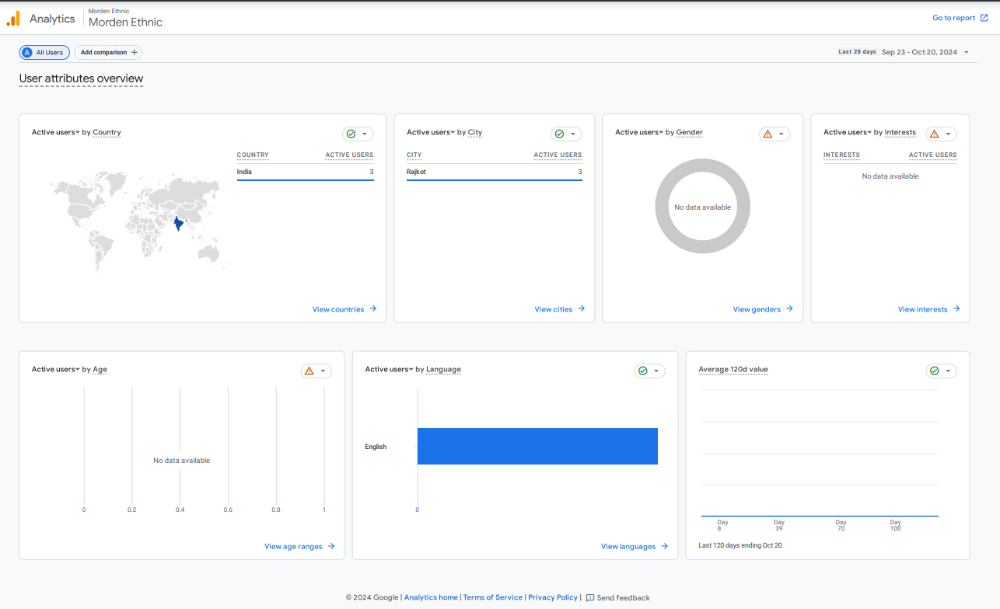 Analytics
Morden Ethnic
Morden Ethnic
Go to report
A All Users
Add comparison +
Last 28 days Sep 23 - Oct 20, 2024
User attributes overview
Active users by Country
COUNTRY ACTIVE USERS
India 3
View countries
Active users by City
CITY ACTIVE USERS
Rajkot 3
View cities
Active users by Gender
No data available
View genders
Active users by Interests
INTERESTS ACTIVE USERS
No data available
View interests
Active users by Age
No data available
0 0.2 0.4 0.6 0.8 1
View age ranges
Active users by Language
English
0
View languages
Average 120d value
Day Day Day Day
8 39 70 100
Last 120 days ending Oct 20
© 2024 Google | Analytics home | Terms of Service | Privacy Policy | Send feedback